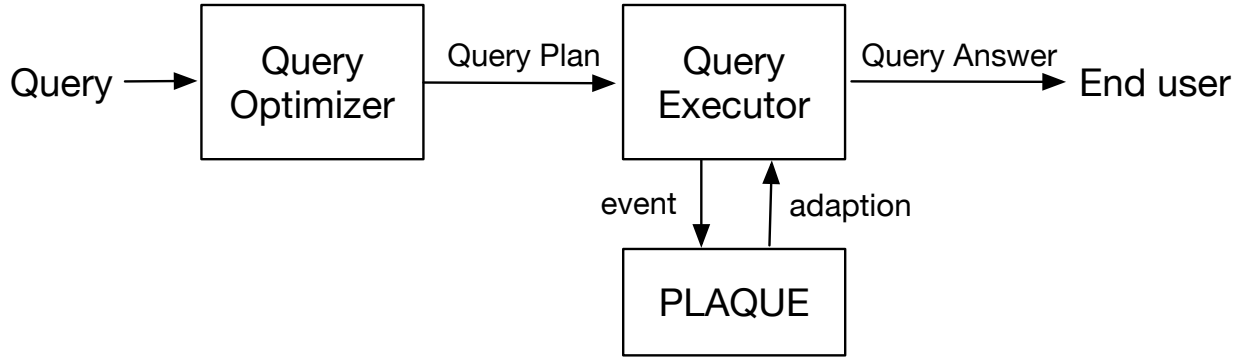 Query
Query
Optimizer
Query Plan
Query
Executor
Query Answer
End user
event
adaption
PLAQUE